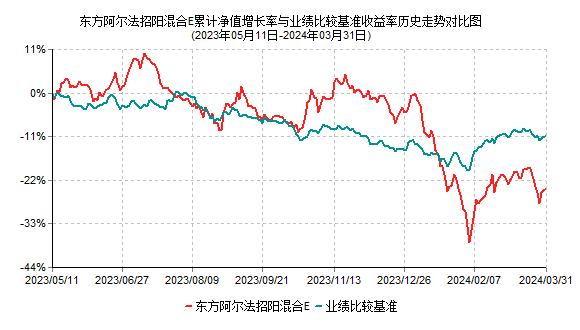 东方阿尔法招阳混合E累计净值增长率与业绩比较基准收益率历史走势对比图
(2023年05月11日-2024年03月31日)
11%
0%
-11%
-22%
-33%
-44%
2023/05/11 2023/06/27 2023/08/09 2023/09/21 2023/11/13 2023/12/26 2024/02/07 2024/03/31
东方阿尔法招阳混合E 业绩比较基准